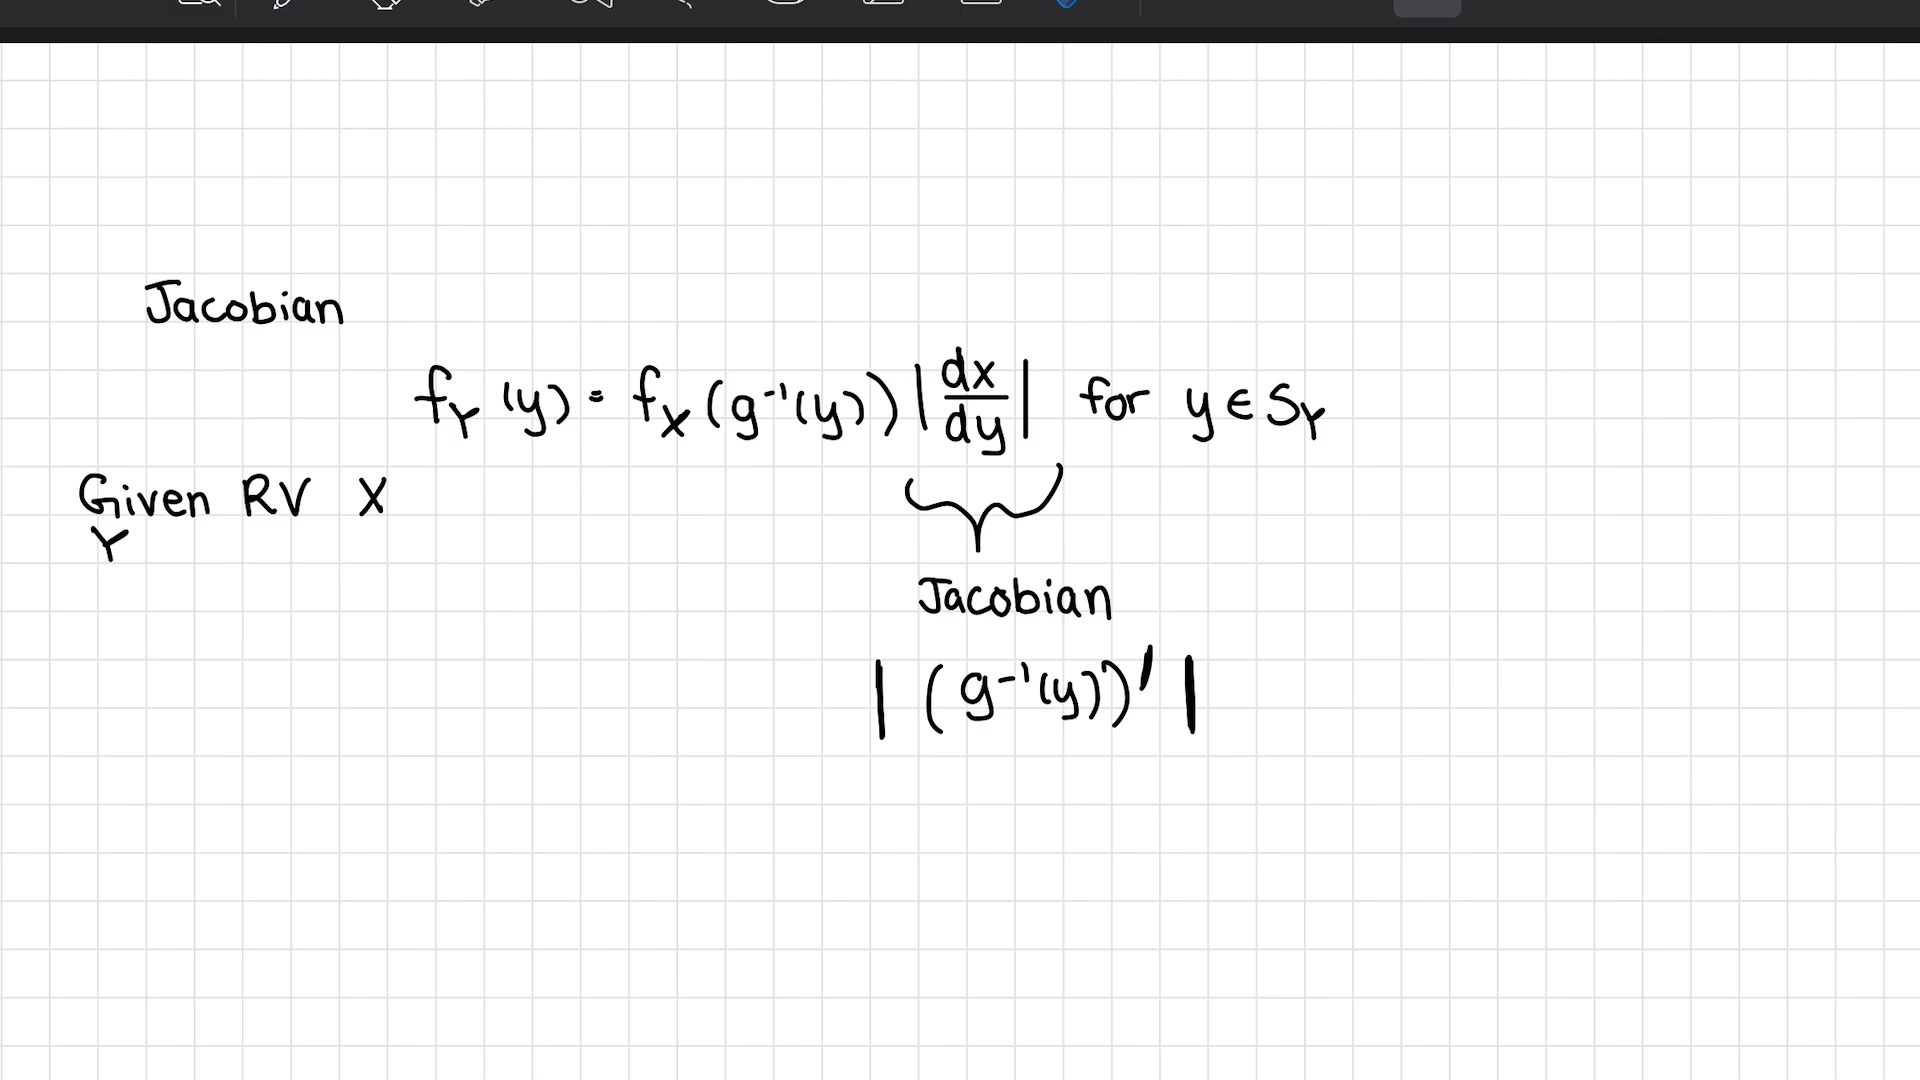 Jacobian
f_Y (y) = f_X (g⁻¹(y)) |dx/dy| for y ∈ S_Y
Given RV X
Y
Jacobian
| (g⁻¹(y))′ |